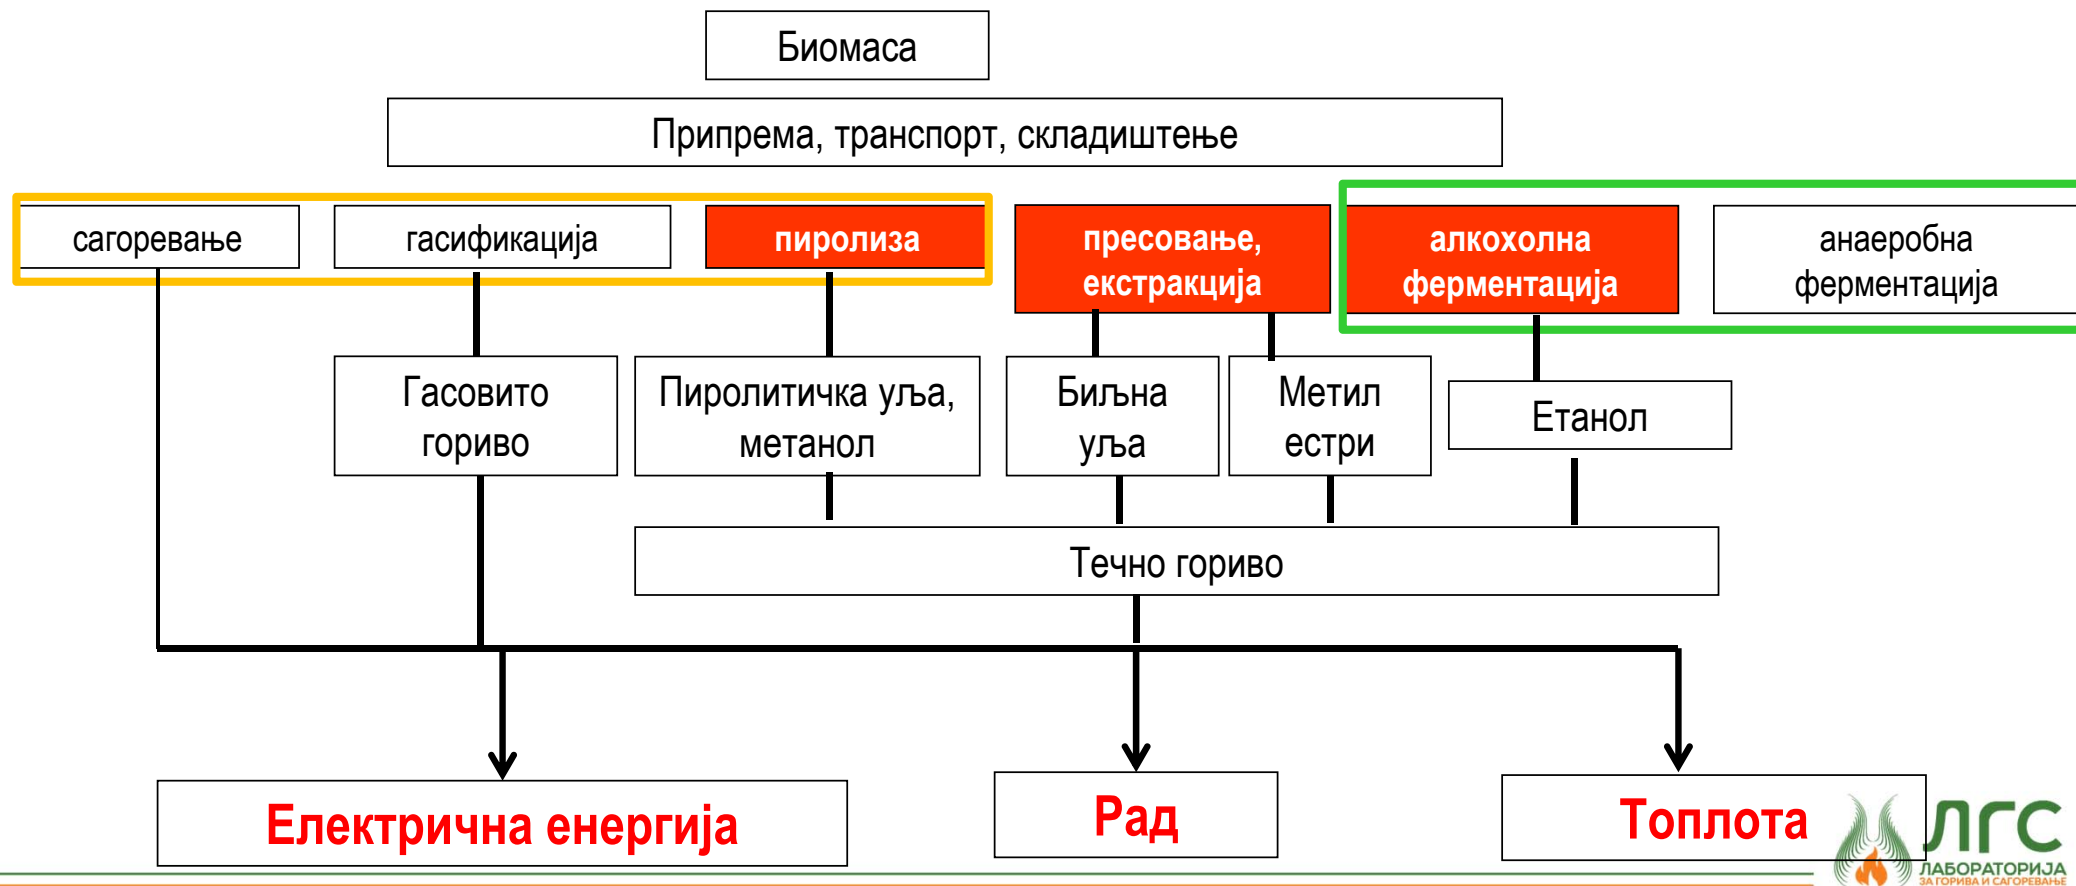 Биомаса
Припрема, транспорт, складиштење
сагоревање
гасификација
пиролиза
пресовање,
екстракција
алкохолна
ферментација
анаеробна
ферментација
Гасовито
гориво
Пиролитичка уља,
метанол
Биљна
уља
Метил
естри
Етанол
Течно гориво
Електрична енергија
Рад
Топлота
ЛГС
ЛАБОРАТОРИЈА
ЗА ГОРИВА И САГОРЕВАЊЕ